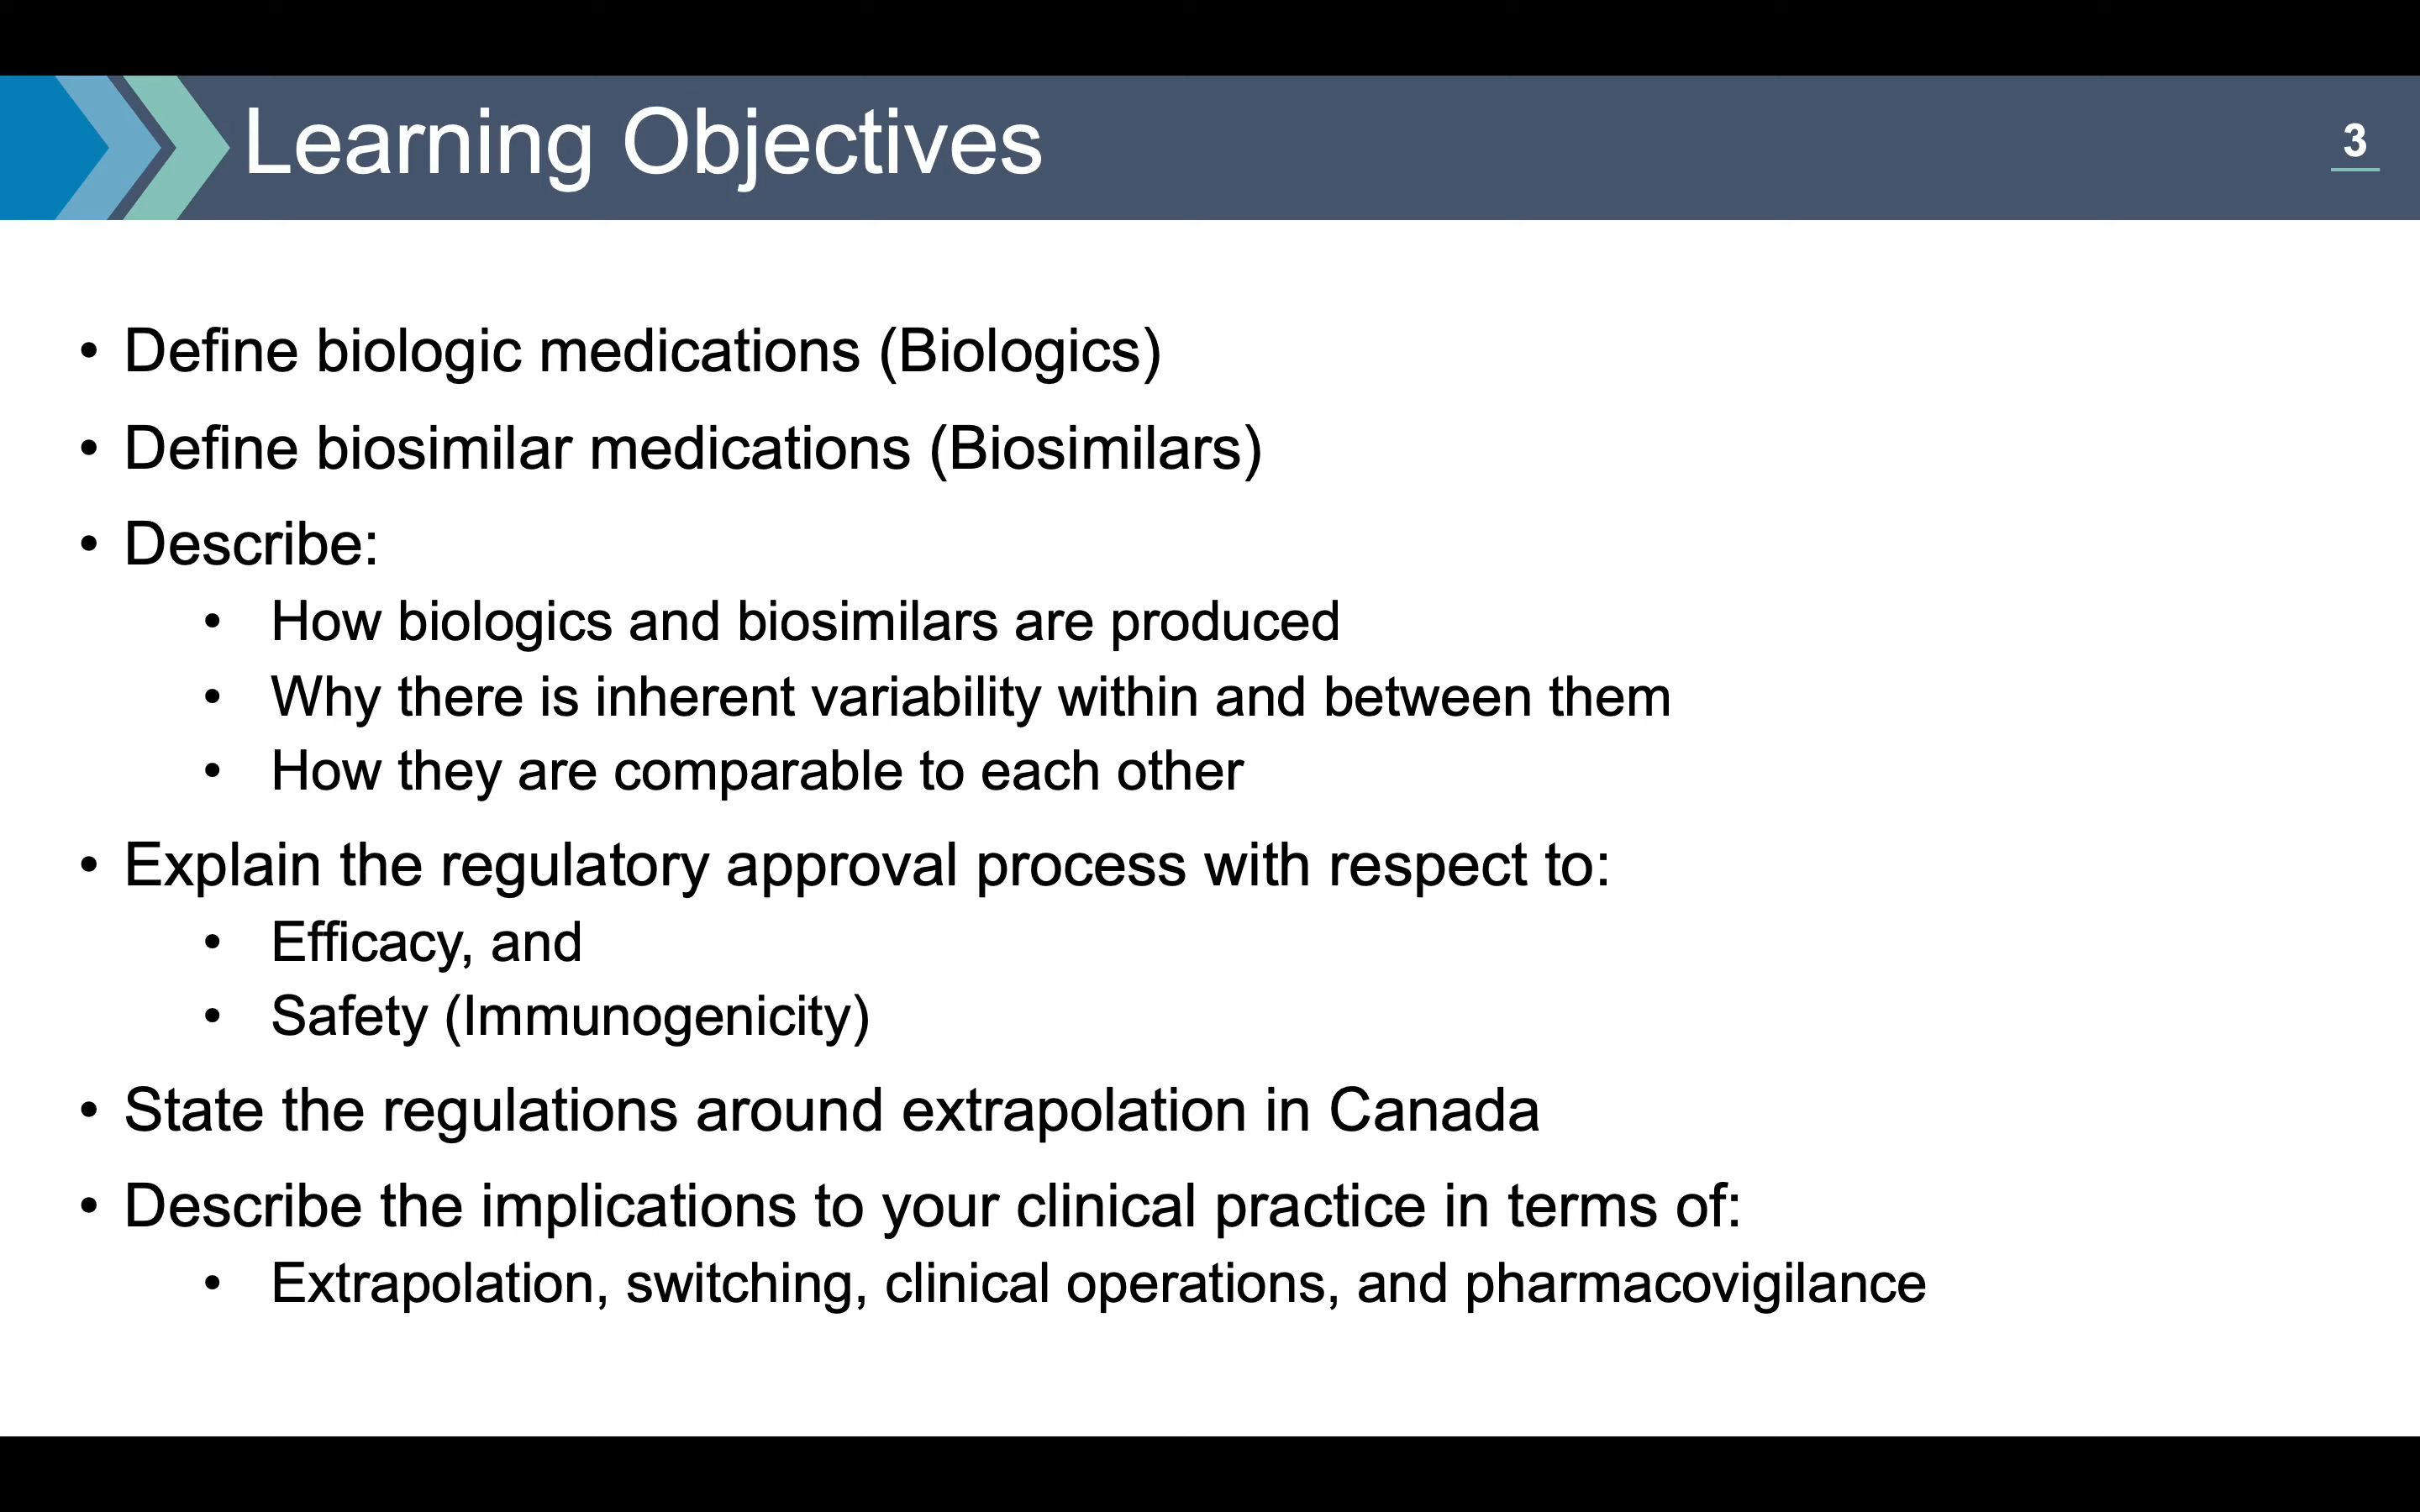 Learning Objectives
3
• Define biologic medications (Biologics)
• Define biosimilar medications (Biosimilars)
• Describe:
• How biologics and biosimilars are produced
• Why there is inherent variability within and between them
• How they are comparable to each other
• Explain the regulatory approval process with respect to:
• Efficacy, and
• Safety (Immunogenicity)
• State the regulations around extrapolation in Canada
• Describe the implications to your clinical practice in terms of:
• Extrapolation, switching, clinical operations, and pharmacovigilance